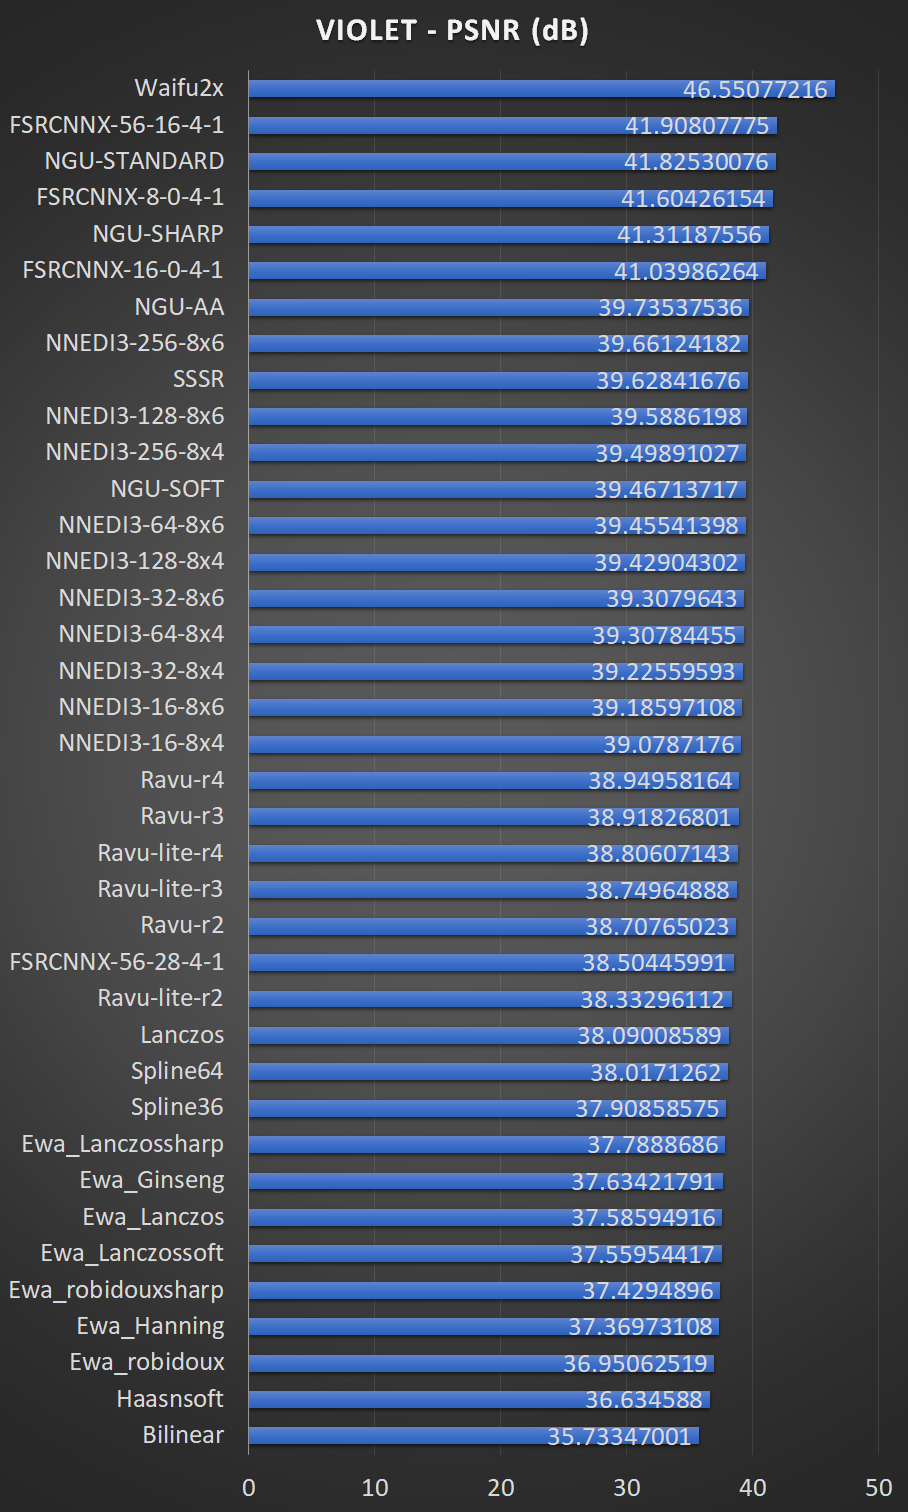 VIOLET - PSNR (dB)
Waifu2x 46.55077216
FSRCNNX-56-16-4-1 41.90807775
NGU-STANDARD 41.82530076
FSRCNNX-8-0-4-1 41.60426154
NGU-SHARP 41.31187556
FSRCNNX-16-0-4-1 41.03986264
NGU-AA 39.73537536
NNEDI3-256-8x6 39.66124182
SSSR 39.62841676
NNEDI3-128-8x6 39.5886198
NNEDI3-256-8x4 39.49891027
NGU-SOFT 39.46713717
NNEDI3-64-8x6 39.45541398
NNEDI3-128-8x4 39.42904302
NNEDI3-32-8x6 39.3079643
NNEDI3-64-8x4 39.30784455
NNEDI3-32-8x4 39.22559593
NNEDI3-16-8x6 39.18597108
NNEDI3-16-8x4 39.0787176
Ravu-r4 38.94958164
Ravu-r3 38.91826801
Ravu-lite-r4 38.80607143
Ravu-lite-r3 38.74964888
Ravu-r2 38.70765023
FSRCNNX-56-28-4-1 38.50445991
Ravu-lite-r2 38.33296112
Lanczos 38.09008589
Spline64 38.0171262
Spline36 37.90858575
Ewa_Lanczossharp 37.7888686
Ewa_Ginseng 37.63421791
Ewa_Lanczos 37.58594916
Ewa_Lanczossoft 37.55954417
Ewa_robidouxsharp 37.4294896
Ewa_Hanning 37.36973108
Ewa_robidoux 36.95062519
Haasnsoft 36.634588
Bilinear 35.73347001
0 10 20 30 40 50